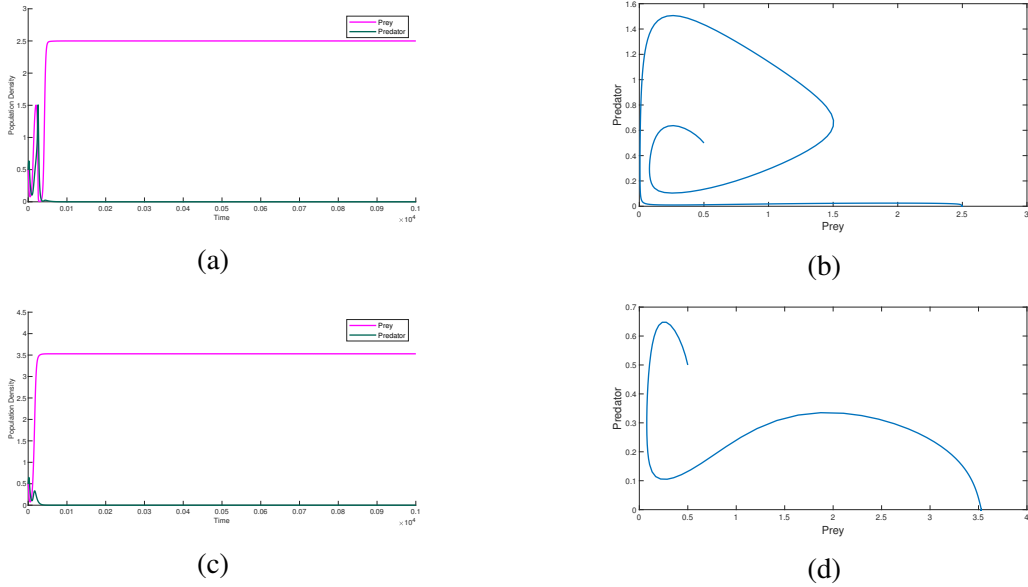 3
2.5
2
1.5
1
0.5
0
Population Density
Prey
Predator
0 0.01 0.02 0.03 0.04 0.05 0.06 0.07 0.08 0.09 0.1
Time
×10⁴
(a)
1.6
1.4
1.2
1
0.8
0.6
0.4
0.2
0
Predator
0 0.5 1 1.5 2 2.5 3
Prey
(b)
4.5
4
3.5
3
2.5
2
1.5
1
0.5
0
Population Density
Prey
Predator
0 0.01 0.02 0.03 0.04 0.05 0.06 0.07 0.08 0.09 0.1
Time
×10⁴
(c)
0.7
0.6
0.5
0.4
0.3
0.2
0.1
0
Predator
0 0.5 1 1.5 2 2.5 3 3.5 4
Prey
(d)